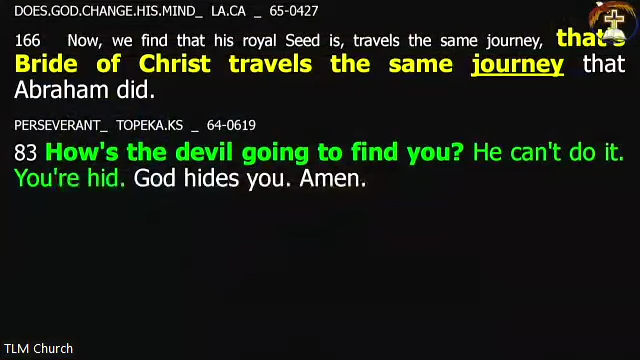 DOES.GOD.CHANGE.HIS.MIND_ LA.CA _ 65-0427
166 Now, we find that his royal Seed is, travels the same journey, that's
Bride of Christ travels the same journey that
Abraham did.
PERSEVERANT_ TOPEKA.KS _ 64-0619
83 How's the devil going to find you? He can't do it.
You're hid. God hides you. Amen.
TLM Church